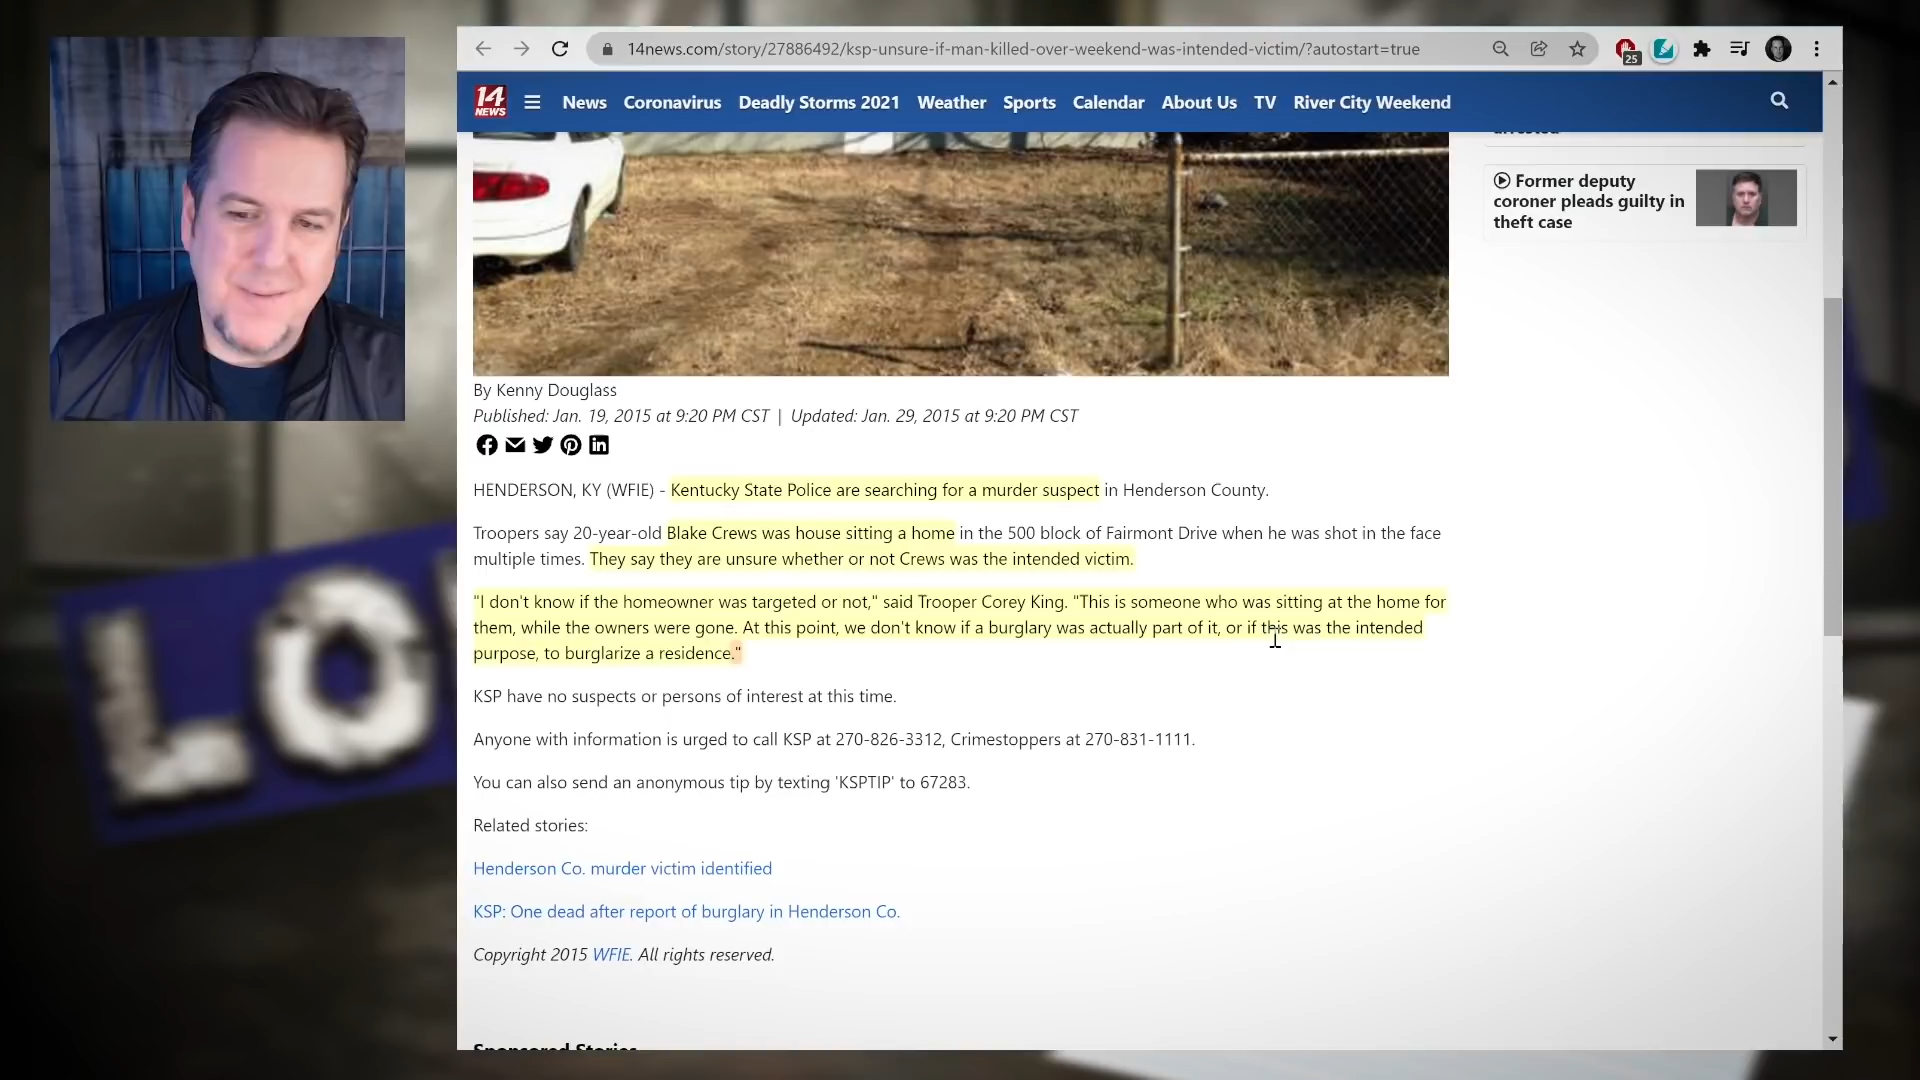 14news.com/story/27886492/ksp-unsure-if-man-killed-over-weekend-was-intended-victim/?autostart=true
25
14
NEWS
News Coronavirus Deadly Storms 2021 Weather Sports Calendar About Us TV River City Weekend
arrested
Former deputy
coroner pleads guilty in
theft case
By Kenny Douglass
Published: Jan. 19, 2015 at 9:20 PM CST | Updated: Jan. 29, 2015 at 9:20 PM CST
HENDERSON, KY (WFIE) - Kentucky State Police are searching for a murder suspect in Henderson County.
Troopers say 20-year-old Blake Crews was house sitting a home in the 500 block of Fairmont Drive when he was shot in the face
multiple times. They say they are unsure whether or not Crews was the intended victim.
"I don't know if the homeowner was targeted or not," said Trooper Corey King. "This is someone who was sitting at the home for
them, while the owners were gone. At this point, we don't know if a burglary was actually part of it, or if this was the intended
purpose, to burglarize a residence."
KSP have no suspects or persons of interest at this time.
Anyone with information is urged to call KSP at 270-826-3312, Crimestoppers at 270-831-1111.
You can also send an anonymous tip by texting 'KSPTIP' to 67283.
Related stories:
Henderson Co. murder victim identified
KSP: One dead after report of burglary in Henderson Co.
Copyright 2015 WFIE. All rights reserved.
Sponsored Stories
LO